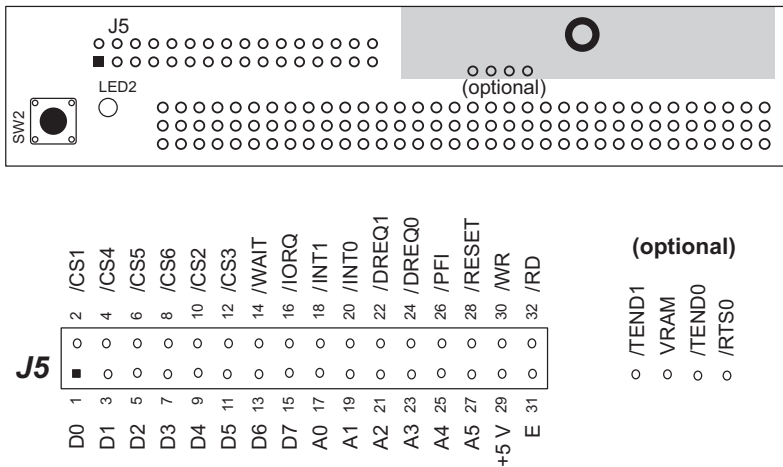 J5
LED2
(optional)
SW2
/CS1 /CS4 /CS5 /CS6 /CS2 /CS3 /WAIT /IORQ /INT1 /INT0 /DREQ1 /DREQ0 /PFI /RESET /WR /RD
2 4 6 8 10 12 14 16 18 20 22 24 26 28 30 32
J5
1 3 5 7 9 11 13 15 17 19 21 23 25 27 29 31
D0 D1 D2 D3 D4 D5 D6 D7 A0 A1 A2 A3 A4 A5 +5 V E
(optional)
/TEND1 VRAM /TEND0 /RTS0